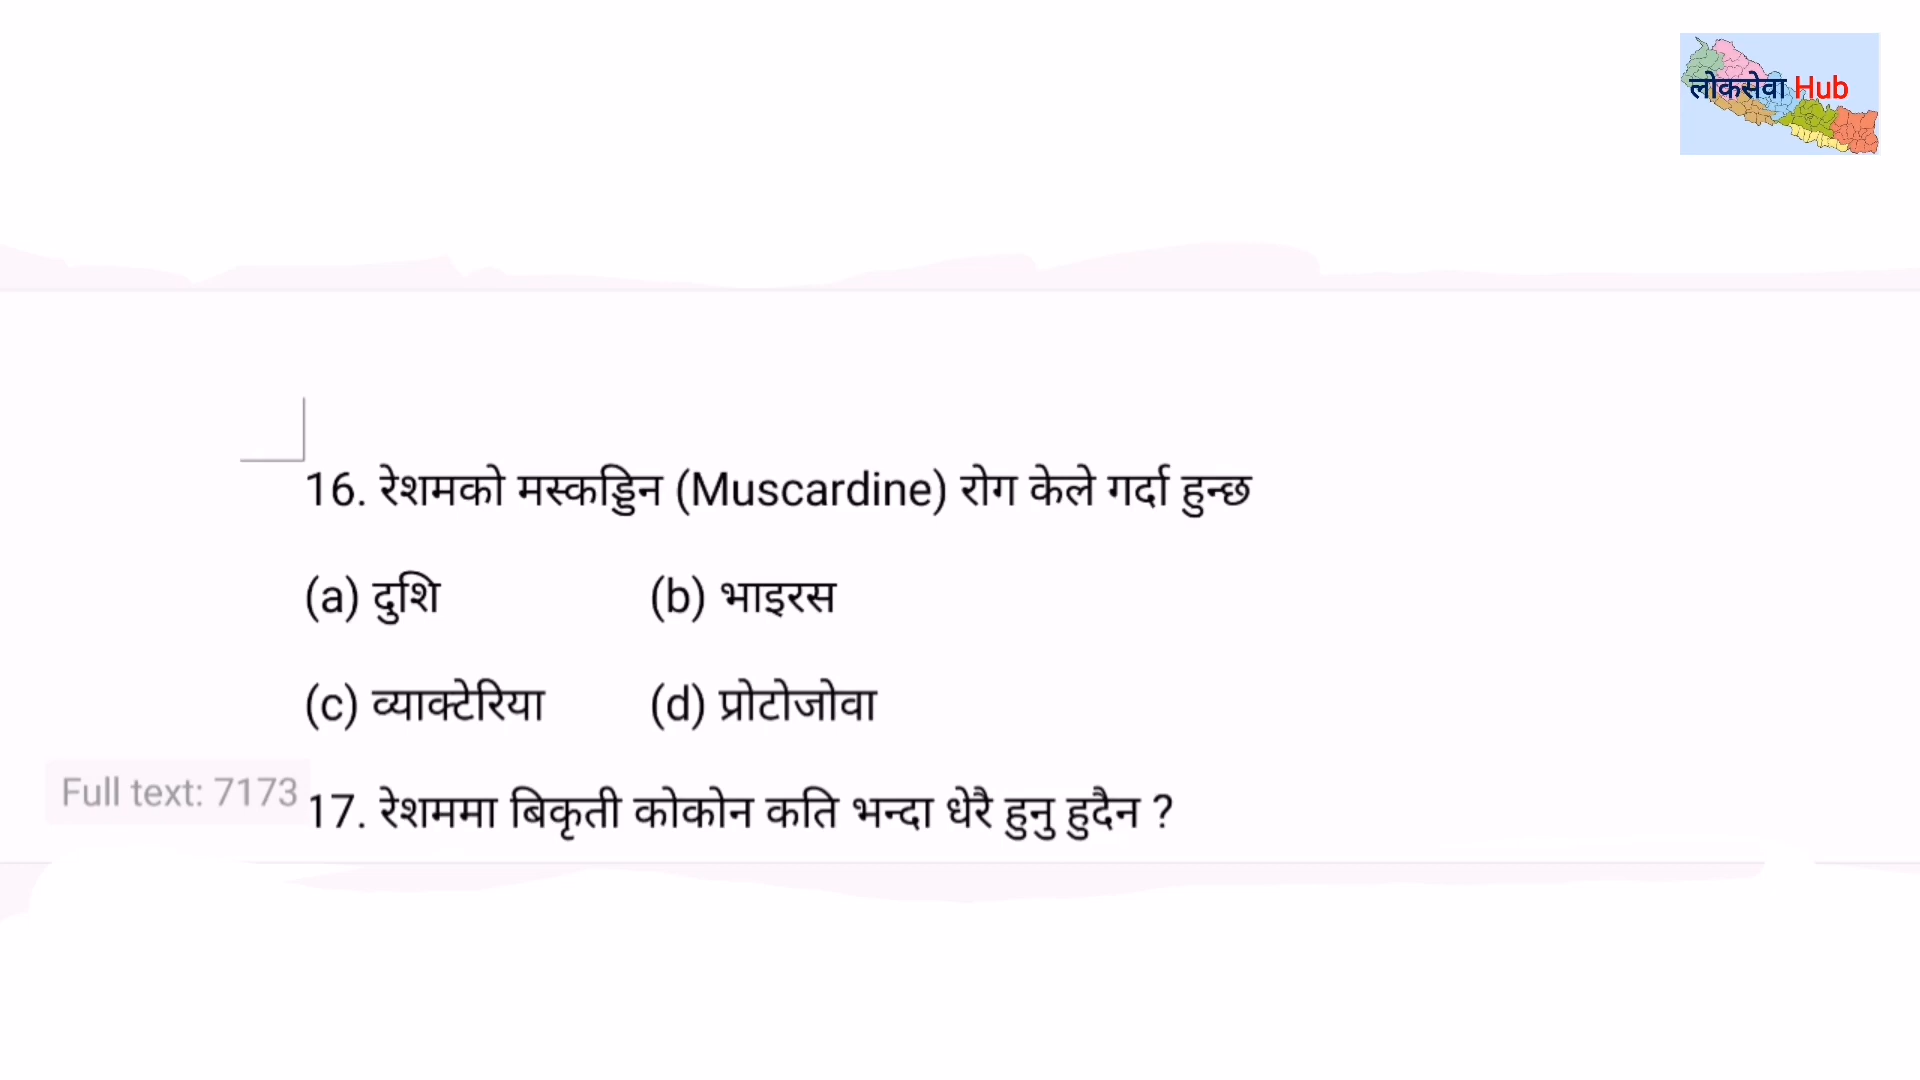 लोकसेवा Hub
16. रेशमको मस्कड्डिन (Muscardine) रोग केले गर्दा हुन्छ
(a) दुशि (b) भाइरस
(c) व्याक्टेरिया (d) प्रोटोजोवा
Full text: 7173
17. रेशममा बिकृती कोकोन कति भन्दा धेरै हुनु हुदैन ?